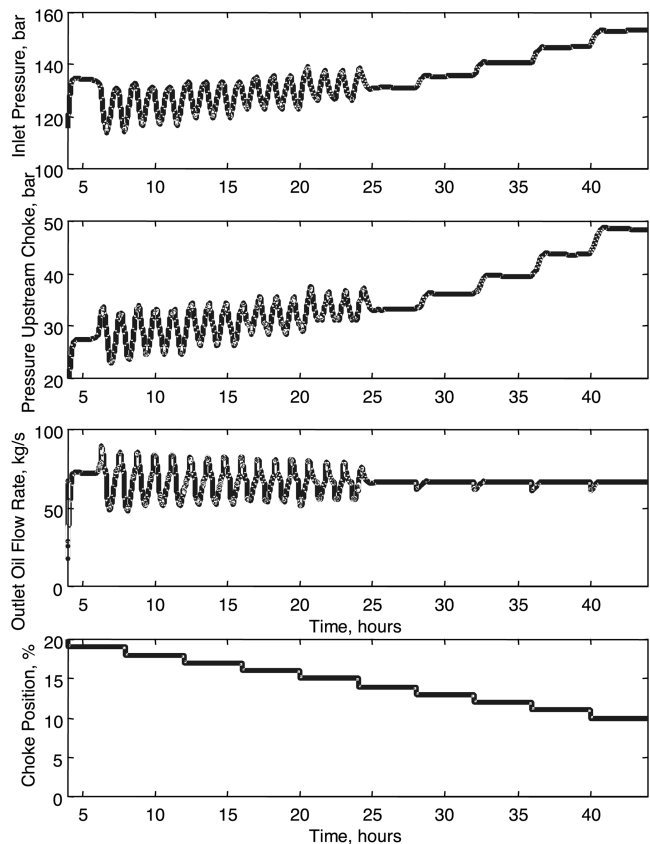 Inlet Pressure, bar
160
140
120
100
5 10 15 20 25 30 35 40
Pressure Upstream Choke, bar
50
40
30
20
5 10 15 20 25 30 35 40
Outlet Oil Flow Rate, kg/s
100
50
0
5 10 15 20 25 30 35 40
Time, hours
Choke Position, %
20
15
10
5
0
5 10 15 20 25 30 35 40
Time, hours